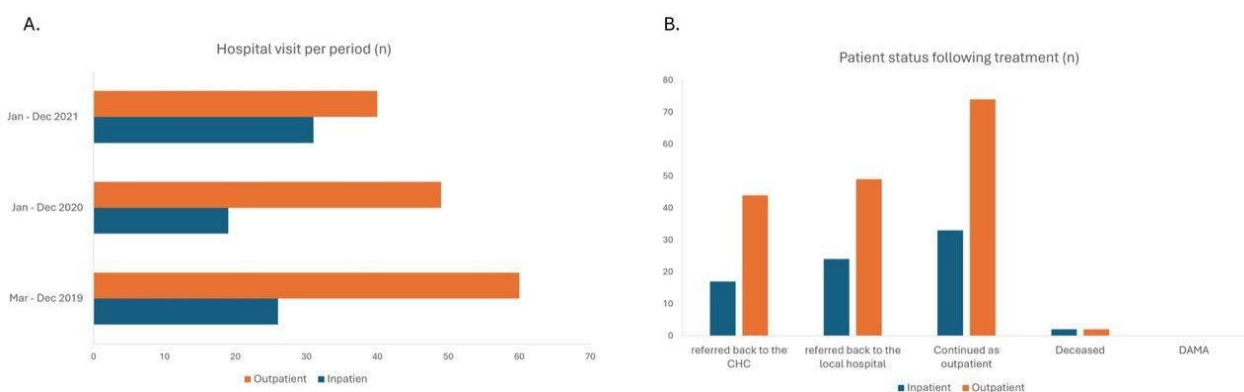 A.
Hospital visit per period (n)
Jan - Dec 2021
Jan - Dec 2020
Mar - Dec 2019
0 10 20 30 40 50 60 70
Outpatient Inpatien
B.
Patient status following treatment (n)
80
70
60
50
40
30
20
10
0
referred back to the
CHC
referred back to the
local hospital
Continued as
outpatient
Deceased
DAMA
Inpatient Outpatient